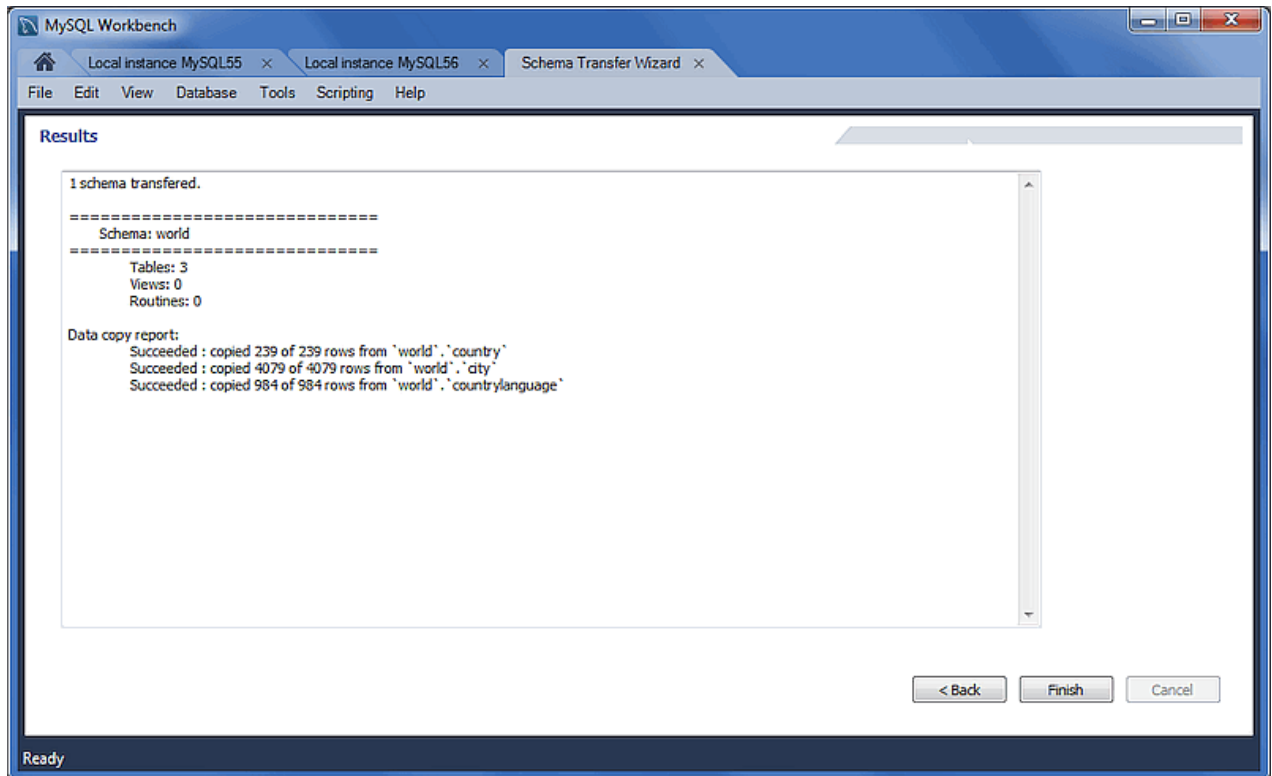 MySQL Workbench
Local instance MySQL55 Local instance MySQL56 Schema Transfer Wizard
File Edit View Database Tools Scripting Help
Results
1 schema transfered.
==============================
Schema: world
==============================
Tables: 3
Views: 0
Routines: 0
Data copy report:
Succeeded : copied 239 of 239 rows from `world`.`country`
Succeeded : copied 4079 of 4079 rows from `world`.`city`
Succeeded : copied 984 of 984 rows from `world`.`countrylanguage`
< Back Finish Cancel
Ready